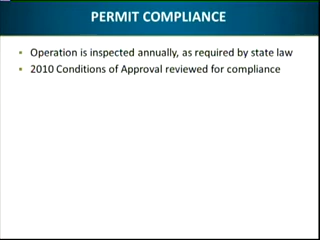 PERMIT COMPLIANCE
Operation is inspected annually, as required by state law
2010 Conditions of Approval reviewed for compliance